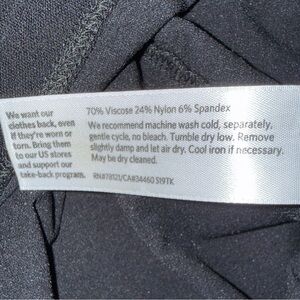 We want our
clothes back, even
if they're worn or
torn. Bring them
to our US stores
and support our
take-back program.
70% Viscose 24% Nylon 6% Spandex
We recommend machine wash cold, separately,
gentle cycle, no bleach. Tumble dry low. Remove
slightly damp and let air dry. Cool iron if necessary.
May be dry cleaned.
RN#78121/CA#34460 S19TK